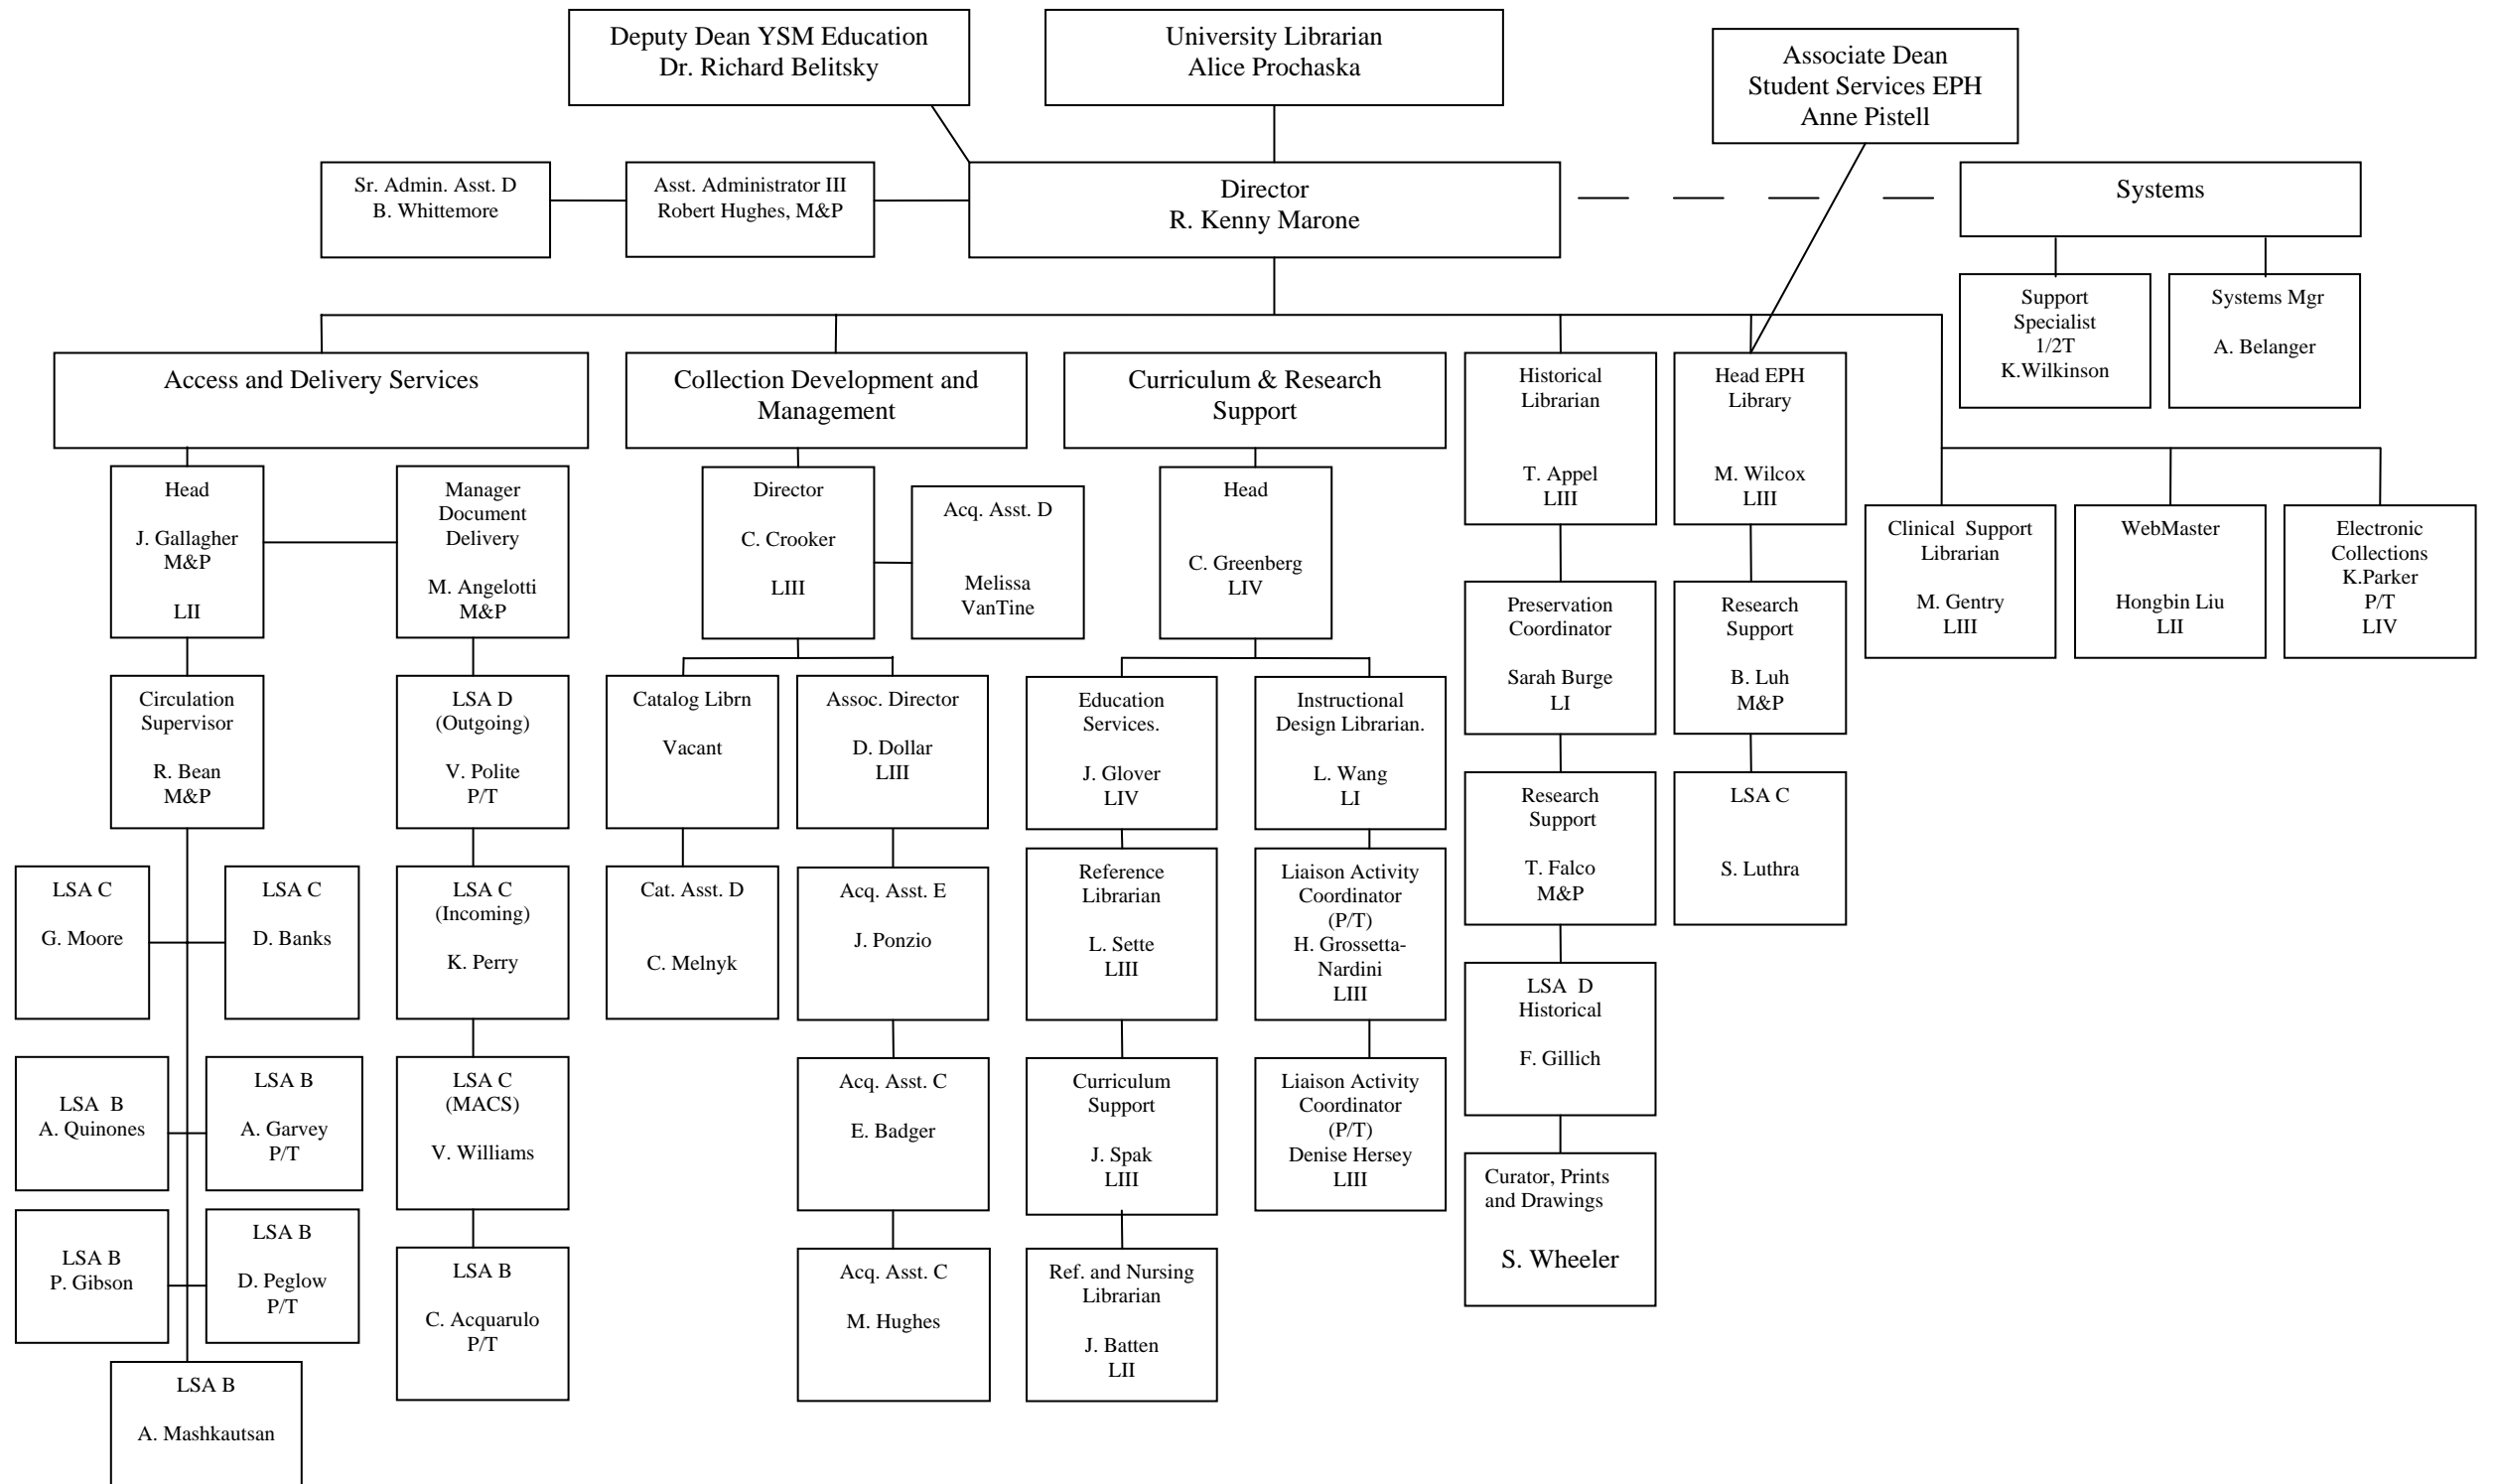 Deputy Dean YSM Education
Dr. Richard Belitsky
University Librarian
Alice Prochaska
Associate Dean
Student Services EPH
Anne Pistell
Sr. Admin. Asst. D
B. Whittemore
Asst. Administrator III
Robert Hughes, M&P
Director
R. Kenny Marone
Systems
Support
Specialist
1/2T
K.Wilkinson
Systems Mgr
A. Belanger
Access and Delivery Services
Collection Development and
Management
Curriculum & Research
Support
Historical
Librarian
T. Appel
LIII
Head EPH
Library
M. Wilcox
LIII
Head
J. Gallagher
M&P
LII
Manager
Document
Delivery
M. Angelotti
M&P
Director
C. Crooker
LIII
Acq. Asst. D
Melissa
VanTine
Head
C. Greenberg
LIV
Clinical Support
Librarian
M. Gentry
LIII
WebMaster
Hongbin Liu
LII
Electronic
Collections
K.Parker
P/T
LIV
Preservation
Coordinator
Sarah Burge
LI
Research
Support
B. Luh
M&P
Circulation
Supervisor
R. Bean
M&P
LSA D
(Outgoing)
V. Polite
P/T
Catalog Librn
Vacant
Assoc. Director
D. Dollar
LIII
Education
Services.
J. Glover
LIV
Instructional
Design Librarian.
L. Wang
LI
Research
Support
T. Falco
M&P
LSA C
S. Luthra
LSA C
G. Moore
LSA C
D. Banks
LSA C
(Incoming)
K. Perry
Cat. Asst. D
C. Melnyk
Acq. Asst. E
J. Ponzio
Reference
Librarian
L. Sette
LIII
Liaison Activity
Coordinator
(P/T)
H. Grossetta-
Nardini
LIII
LSA D
Historical
F. Gillich
LSA B
A. Quinones
LSA B
A. Garvey
P/T
LSA C
(MACS)
V. Williams
Acq. Asst. C
E. Badger
Curriculum
Support
J. Spak
LIII
Liaison Activity
Coordinator
(P/T)
Denise Hersey
LIII
Curator, Prints
and Drawings
S. Wheeler
LSA B
P. Gibson
LSA B
D. Peglow
P/T
LSA B
C. Acquarulo
P/T
Acq. Asst. C
M. Hughes
Ref. and Nursing
Librarian
J. Batten
LII
LSA B
A. Mashkautsan